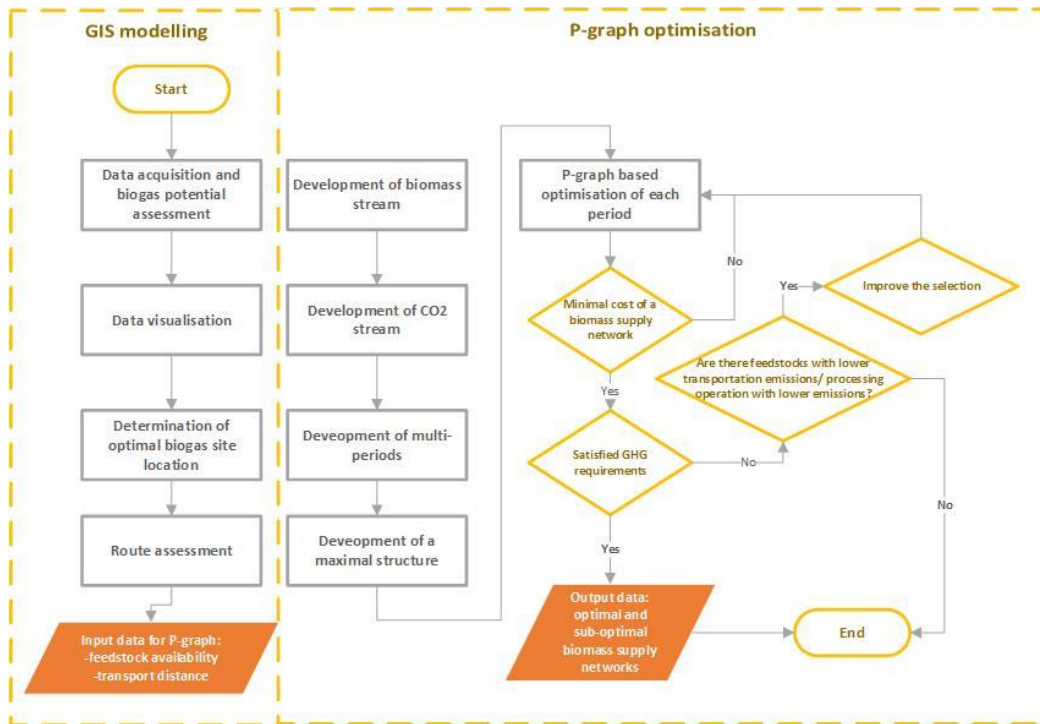 GIS modelling
Start
Data acquisition and
biogas potential
assessment
Data visualisation
Determination of
optimal biogas site
location
Route assessment
Input data for P-graph:
-feedstock availability
-transport distance
P-graph optimisation
Development of biomass
stream
Development of CO2
stream
Deveopment of multi-
periods
Deveopment of a
maximal structure
P-graph based
optimisation of each
period
No
Minimal cost of a
biomass supply
network
Yes
Satisfied GHG
requirements
No
Yes
Improve the selection
Are there feedstocks with lower
transportation emissions/ processing
operation with lower emissions?
No
Yes
Output data:
optimal and
sub-optimal
biomass supply
networks
End